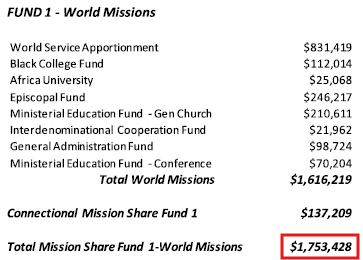 FUND 1 - World Missions
World Service Apportionment $831,419
Black College Fund $112,014
Africa University $25,068
Episcopal Fund $246,217
Ministerial Education Fund - Gen Church $210,611
Interdenominational Cooperation Fund $21,962
General Administration Fund $98,724
Ministerial Education Fund - Conference $70,204
Total World Missions $1,616,219
Connectional Mission Share Fund 1 $137,209
Total Mission Share Fund 1-World Missions $1,753,428